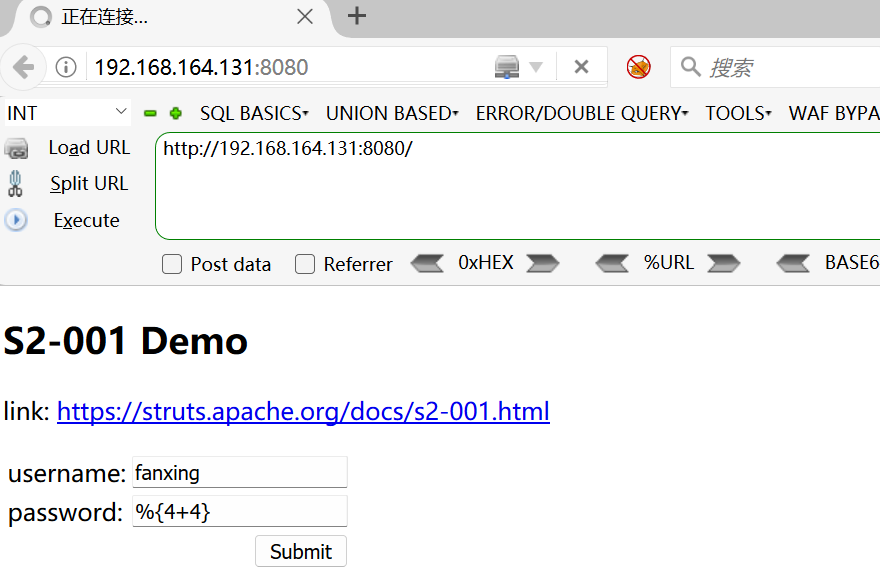 正在连接...
192.168.164.131:8080
搜索
INT
SQL BASICS
UNION BASED
ERROR/DOUBLE QUERY
TOOLS
WAF BYPA
Load URL
http://192.168.164.131:8080/
Split URL
Execute
Post data
Referrer
0xHEX
%URL
BASE6
S2-001 Demo
link: https://struts.apache.org/docs/s2-001.html
username: fanxing
password: %{4+4}
Submit